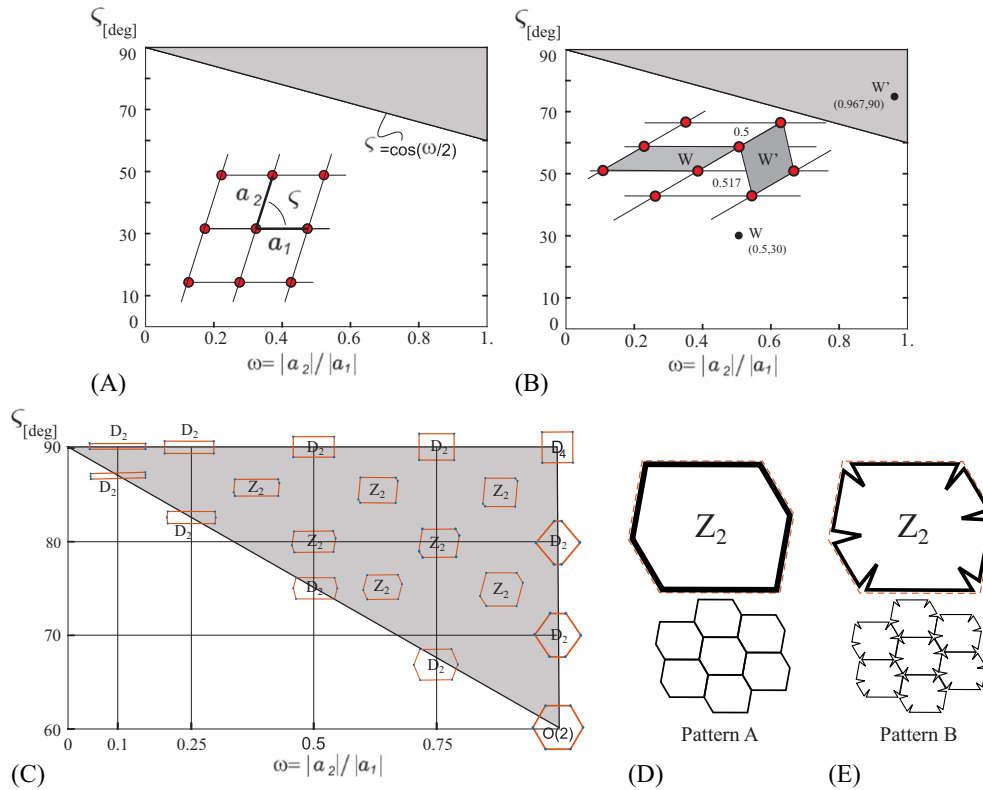 ς[deg]
90
70
50
30
10
0
0.2
0.4
0.6
0.8
1.
ς =cos(ω/2)
a2
ς
a1
ω= |a2|/|a1|
(A)
ς[deg]
90
70
50
30
10
0
0.2
0.4
0.6
0.8
1.
W'
(0.967,90)
0.5
W
W'
0.517
W
(0.5,30)
ω= |a2|/|a1|
(B)
ς[deg]
90
80
70
60
0
0.1
0.25
0.5
0.75
D2
D2
D2
D2
D4
D2
Z2
Z2
Z2
D2
Z2
Z2
D2
D2
Z2
Z2
D2
D2
D2
O(2)
ω= |a2|/|a1|
(C)
Z2
Pattern A
(D)
Z2
Pattern B
(E)